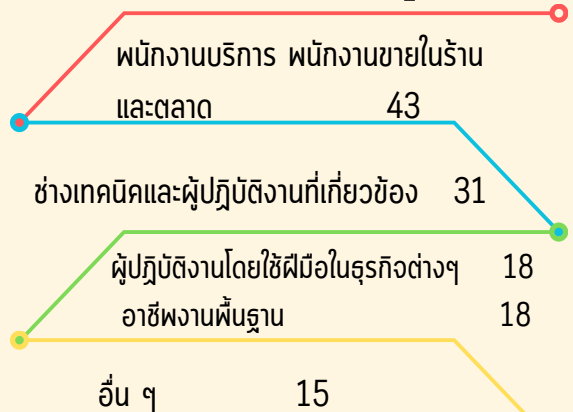 พนักงานบริการ พนักงานขายในร้าน
และตลาด 43
ช่างเทคนิคและผู้ปฎิบัติงานที่เกี่ยวข้อง 31
ผู้ปฎิบัติงานโดยใช้ฝีมือในธุรกิจต่างๆ 18
อาชีพงานพื้นฐาน 18
อื่น ๆ 15